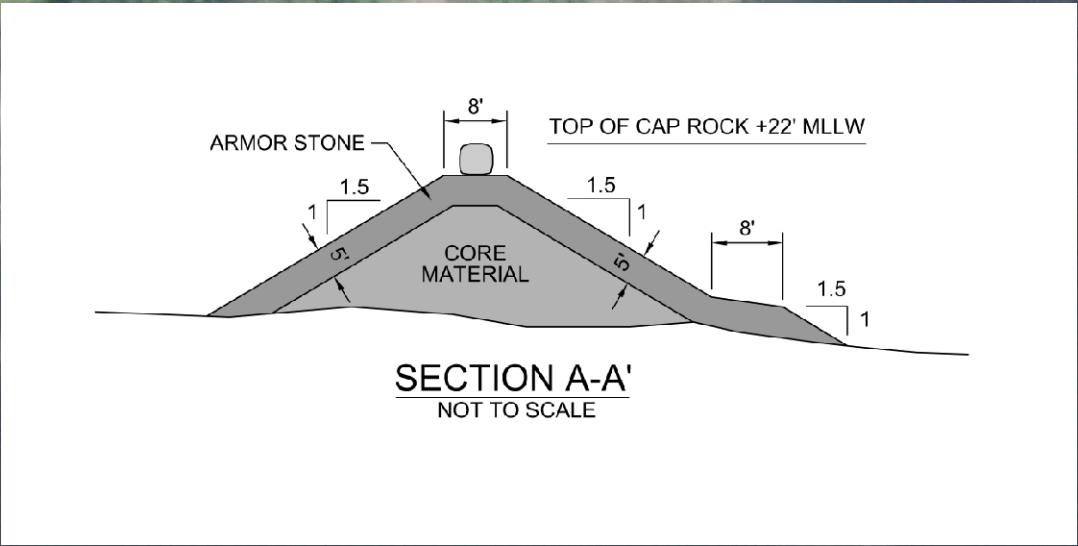 8'
TOP OF CAP ROCK +22' MLLW
ARMOR STONE
1.5
1
1.5
1
8'
5'
CORE
MATERIAL
5'
1.5
1
SECTION A-A'
NOT TO SCALE